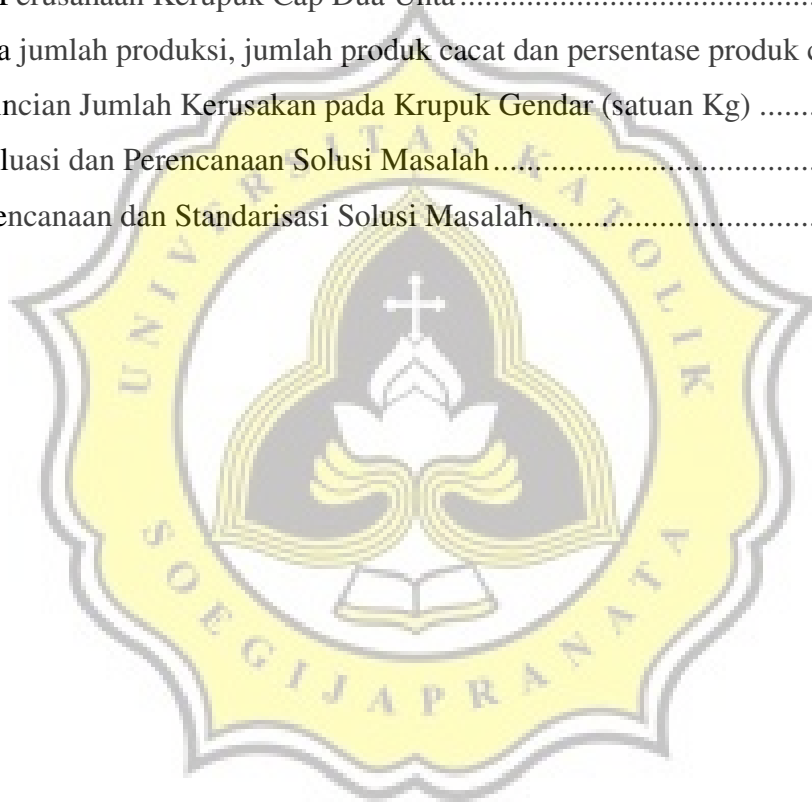 Perusahaan Kerupuk Cap Dua Unta....................................................
a jumlah produksi, jumlah produk cacat dan persentase produk
ncian Jumlah Kerusakan pada Krupuk Gendar (satuan Kg) .......
luasi dan Perencanaan Solusi Masalah..............................................
encanaan dan Standarisasi Solusi Masalah........................................
UNIVERSITAS KATOLIK
SOEGIJAPRANATA